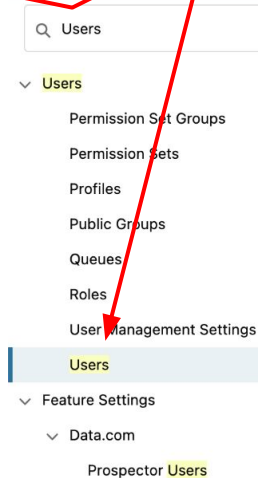 Users
Users
Permission Set Groups
Permission Sets
Profiles
Public Groups
Queues
Roles
User Management Settings
Users
Feature Settings
Data.com
Prospector Users